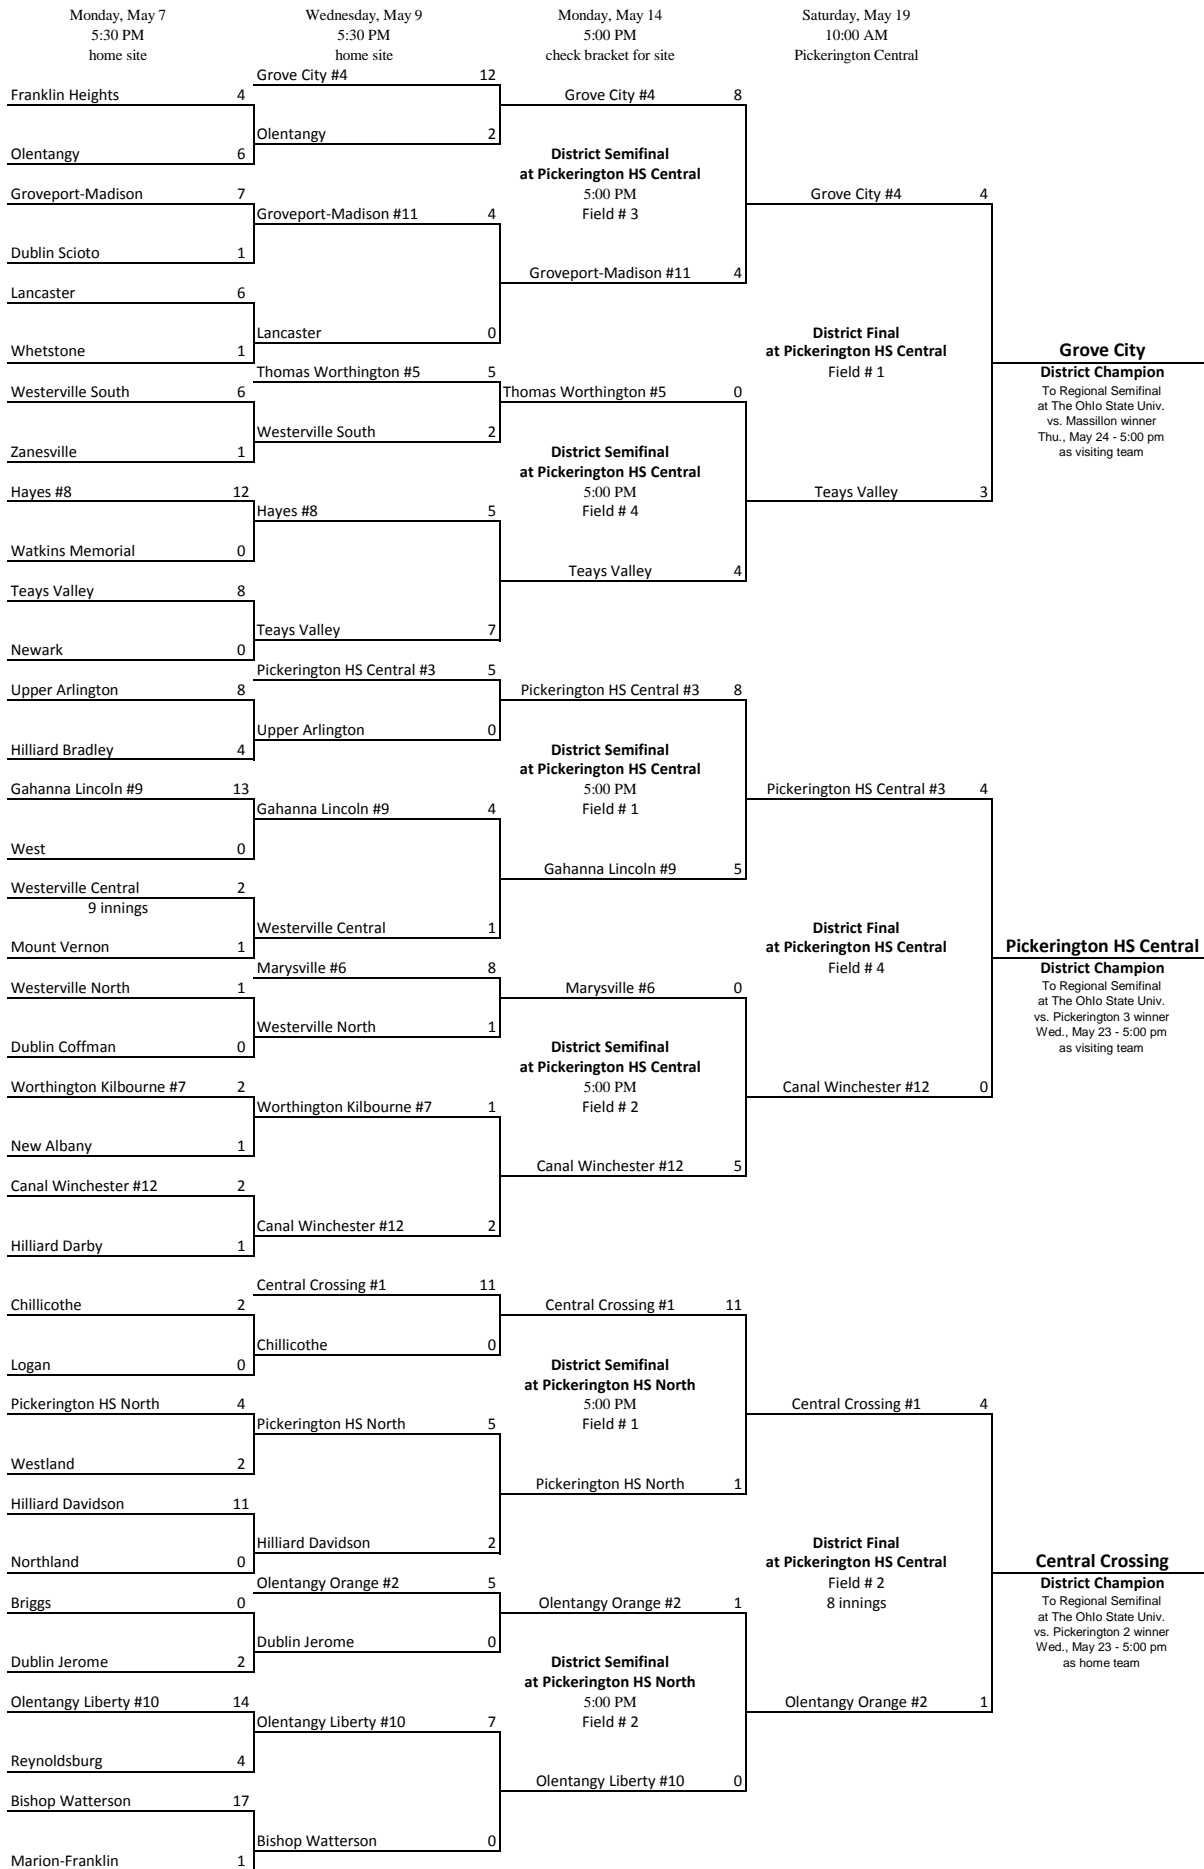 Monday, May 7 Wednesday, May 9 Monday, May 14 Saturday, May 19
5:30 PM 5:30 PM 5:00 PM 10:00 AM
home site home site check bracket for site Pickerington Central
Grove City #4 12
Franklin Heights 4 Grove City #4 8
Olentangy 2
Olentangy 6 District Semifinal
at Pickerington HS Central
Groveport-Madison 7 5:00 PM Grove City #4 4
Groveport-Madison #11 4 Field # 3
Dublin Scioto 1
Groveport-Madison #11 4
Lancaster 6
Lancaster 0 District Final
Whetstone 1 at Pickerington HS Central Grove City
Thomas Worthington #5 5 Field # 1 District Champion
Westerville South 6 Thomas Worthington #5 0 To Regional Semifinal
at The OhIo State Univ.
vs. Massillon winner
Westerville South 2 Thu., May 24 - 5:00 pm
Zanesville 1 District Semifinal as visiting team
at Pickerington HS Central
Hayes #8 12 5:00 PM Teays Valley 3
Hayes #8 5 Field # 4
Watkins Memorial 0
Teays Valley 4
Teays Valley 8
Teays Valley 7
Newark 0
Pickerington HS Central #3 5
Upper Arlington 8 Pickerington HS Central #3 8
Upper Arlington 0
Hilliard Bradley 4 District Semifinal
at Pickerington HS Central
Gahanna Lincoln #9 13 5:00 PM Pickerington HS Central #3 4
Gahanna Lincoln #9 4 Field # 1
West 0
Gahanna Lincoln #9 5
Westerville Central 2
9 innings
Westerville Central 1 District Final
Mount Vernon 1 at Pickerington HS Central Pickerington HS Central
Marysville #6 8 Field # 4 District Champion
Westerville North 1 Marysville #6 0 To Regional Semifinal
at The OhIo State Univ.
vs. Pickerington 3 winner
Westerville North 1 Wed., May 23 - 5:00 pm
Dublin Coffman 0 District Semifinal as visiting team
at Pickerington HS Central
Worthington Kilbourne #7 2 5:00 PM Canal Winchester #12 0
Worthington Kilbourne #7 1 Field # 2
New Albany 1
Canal Winchester #12 5
Canal Winchester #12 2
Canal Winchester #12 2
Hilliard Darby 1
Central Crossing #1 11
Chillicothe 2 Central Crossing #1 11
Chillicothe 0
Logan 0 District Semifinal
at Pickerington HS North
Pickerington HS North 4 5:00 PM Central Crossing #1 4
Pickerington HS North 5 Field # 1
Westland 2
Pickerington HS North 1
Hilliard Davidson 11
Hilliard Davidson 2 District Final
Northland 0 at Pickerington HS Central Central Crossing
Olentangy Orange #2 5 Field # 2 District Champion
Briggs 0 Olentangy Orange #2 1 8 innings To Regional Semifinal
at The OhIo State Univ.
vs. Pickerington 2 winner
Dublin Jerome 0 Wed., May 23 - 5:00 pm
Dublin Jerome 2 District Semifinal as home team
at Pickerington HS North
Olentangy Liberty #10 14 5:00 PM Olentangy Orange #2 1
Olentangy Liberty #10 7 Field # 2
Reynoldsburg 4
Olentangy Liberty #10 0
Bishop Watterson 17
Bishop Watterson 0
Marion-Franklin 1